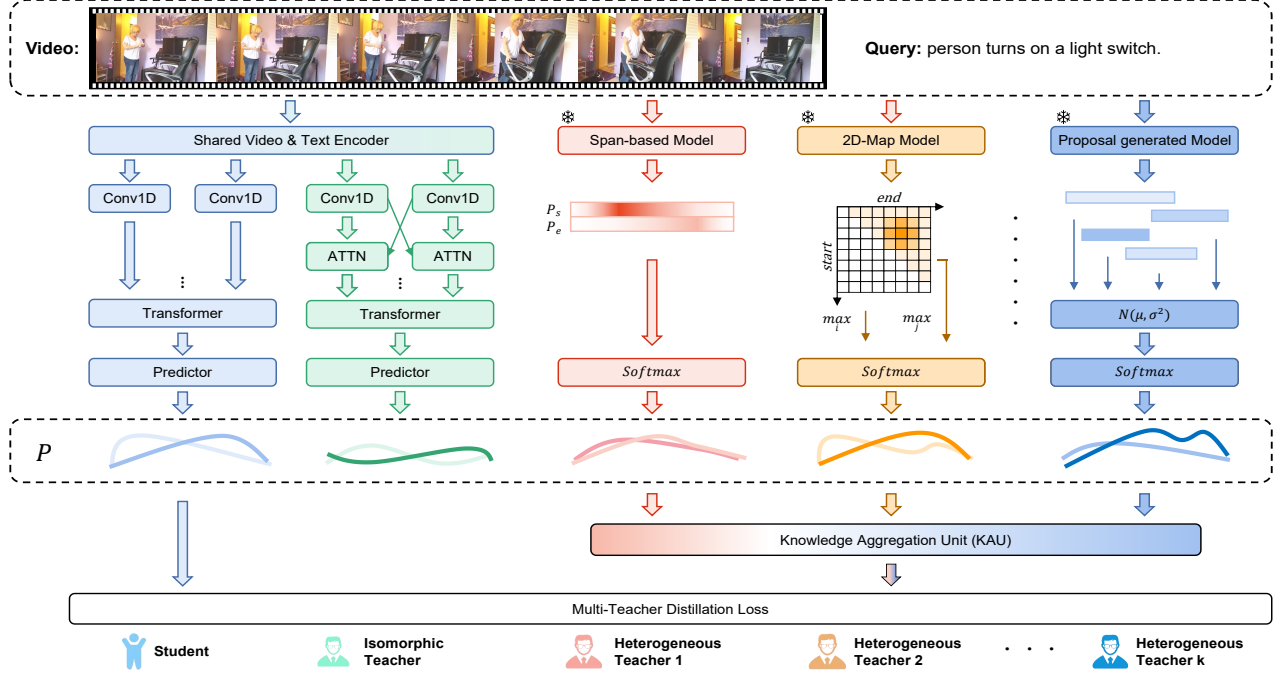 Video:
Query: person turns on a light switch.
Shared Video & Text Encoder
Span-based Model
2D-Map Model
Proposal generated Model
Conv1D
Conv1D
Conv1D
Conv1D
P_s
P_e
end
start
ATTN
ATTN
max_i
max_j
Transformer
Transformer
N(μ, σ²)
Predictor
Predictor
Softmax
Softmax
Softmax
P
Knowledge Aggregation Unit (KAU)
Multi-Teacher Distillation Loss
Student
Isomorphic
Teacher
Heterogeneous
Teacher 1
Heterogeneous
Teacher 2
Heterogeneous
Teacher k